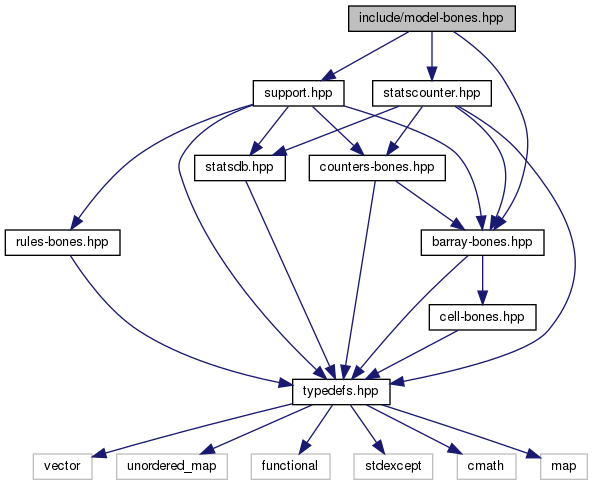 include/model-bones.hpp
support.hpp
statscounter.hpp
statsdb.hpp
counters-bones.hpp
rules-bones.hpp
barray-bones.hpp
cell-bones.hpp
typedefs.hpp
vector
unordered_map
functional
stdexcept
cmath
map